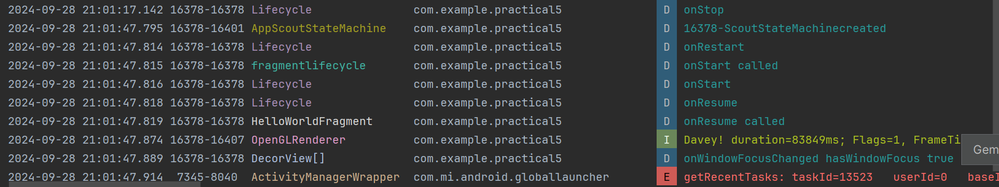 2024-09-28 21:01:17.142 16378-16378 Lifecycle com.example.practical5 D onStop
2024-09-28 21:01:47.795 16378-16401 AppScoutStateMachine com.example.practical5 D 16378-ScoutStateMachinecreated
2024-09-28 21:01:47.814 16378-16378 Lifecycle com.example.practical5 D onRestart
2024-09-28 21:01:47.815 16378-16378 fragmentlifecycle com.example.practical5 D onStart called
2024-09-28 21:01:47.816 16378-16378 Lifecycle com.example.practical5 D onStart
2024-09-28 21:01:47.818 16378-16378 Lifecycle com.example.practical5 D onResume
2024-09-28 21:01:47.819 16378-16378 HelloWorldFragment com.example.practical5 D onResume called
2024-09-28 21:01:47.874 16378-16407 OpenGLRenderer com.example.practical5 I Davey! duration=83849ms; Flags=1, FrameTi
Gem
2024-09-28 21:01:47.889 16378-16378 DecorView[] com.example.practical5 D onWindowFocusChanged hasWindowFocus true
2024-09-28 21:01:47.914 7345-8040 ActivityManagerWrapper com.mi.android.globallauncher E getRecentTasks: taskId=13523 userId=0 baseI